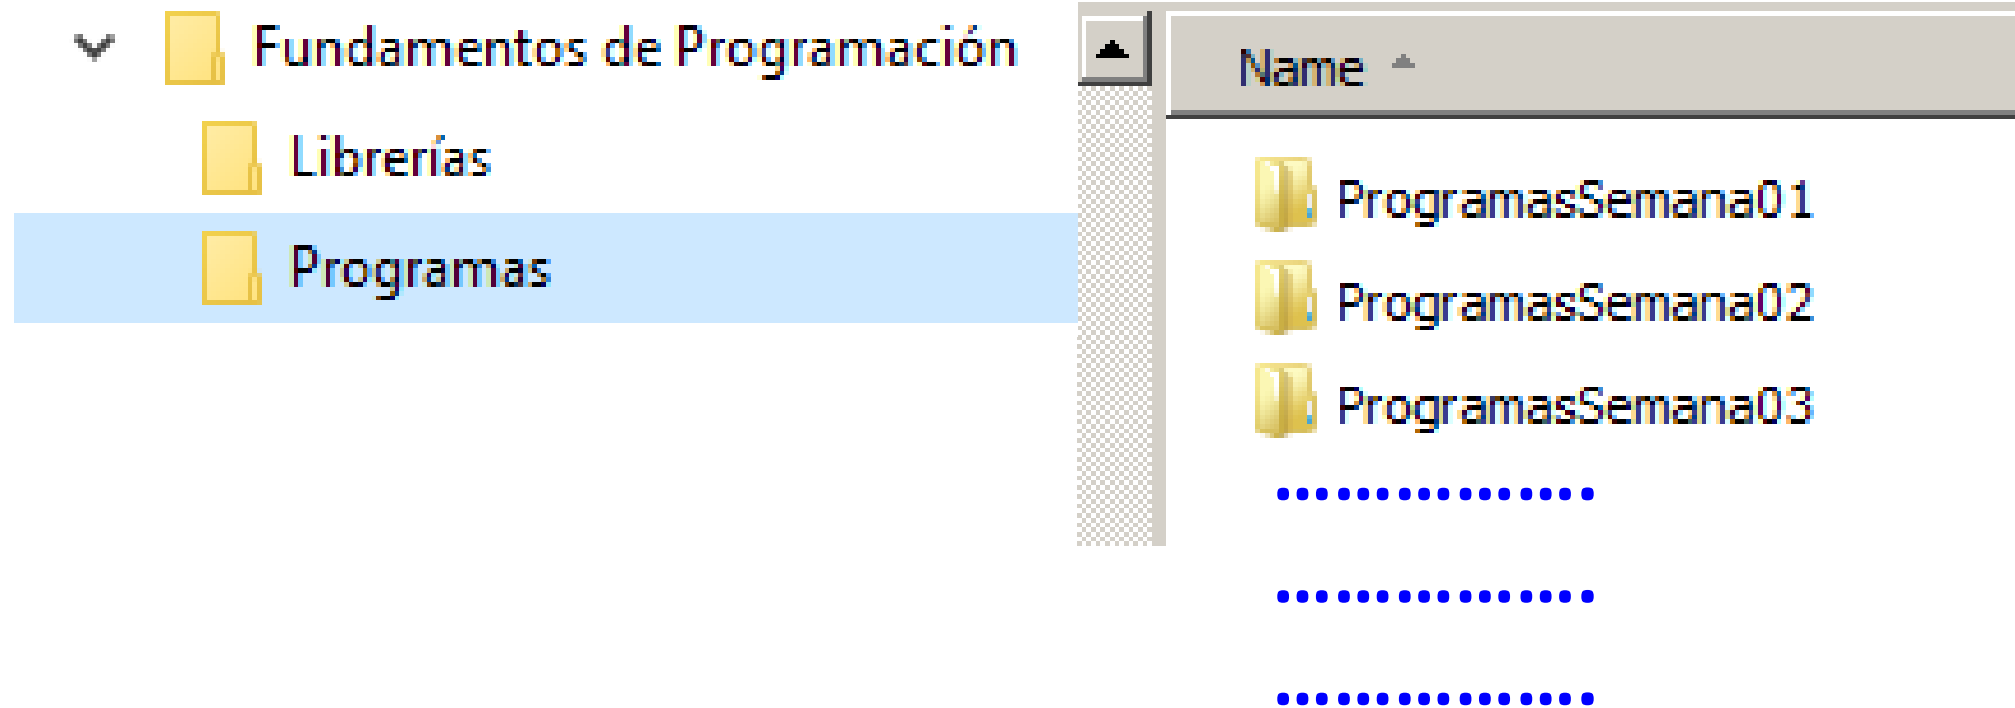 Fundamentos de Programación
Librerías
Programas
Name
ProgramasSemana01
ProgramasSemana02
ProgramasSemana03
................
................
................